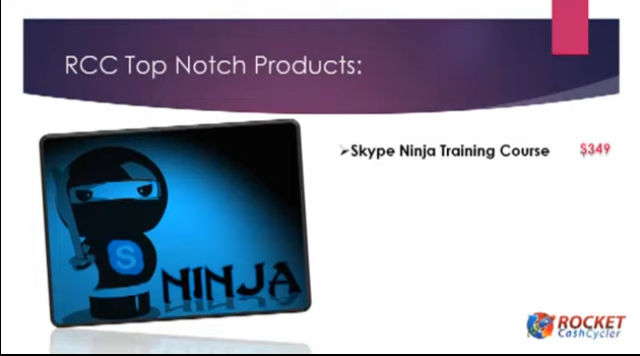 RCC Top Notch Products:
➢Skype Ninja Training Course $349
S
NINJA
ROCKET
CashCycler